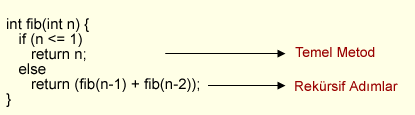 int fib(int n) {
if (n <= 1)
return n;
Temel Metod
else
return (fib(n-1) + fib(n-2));
Rekürsif Adımlar
}